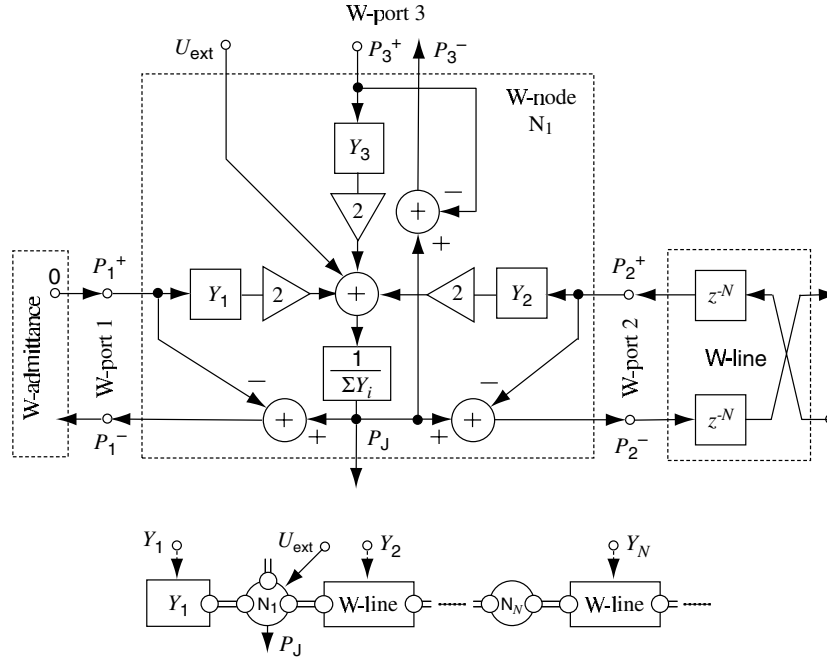 W-port 3
U_ext P_3^+ P_3^-
W-node
N_1
Y_3
2
−
+
+
0 P_1^+ Y_1 2 + 2 Y_2 P_2^+ z^{-N}
W-admittance
W-port 1
1
ΣY_i
W-port 2
W-line
− −
+ + + +
P_1^- P_J P_2^- z^{-N}
Y_1 U_ext Y_2 Y_N
Y_1 N_1 W-line N_N W-line
P_J